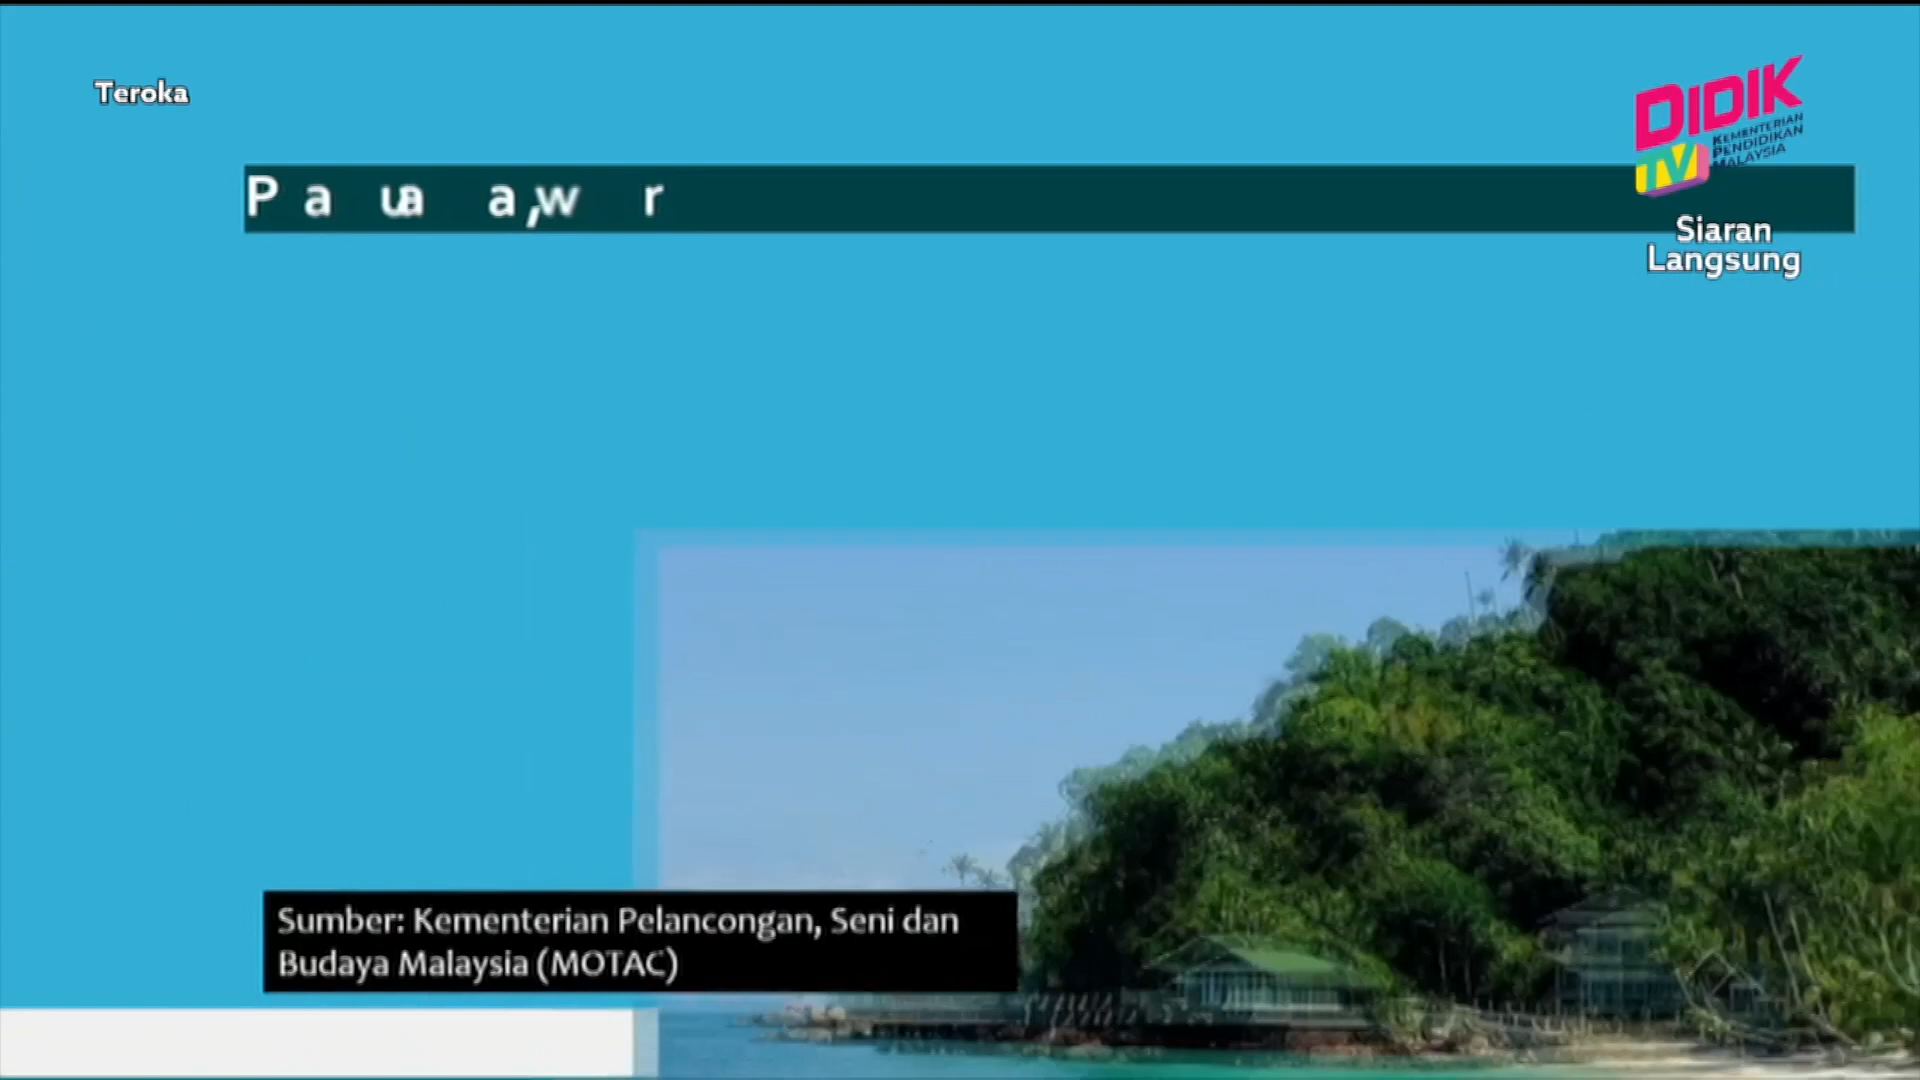 Teroka
DIDIK
TV
KEMENTERIAN
PENDIDIKAN
MALAYSIA
Siaran
Langsung
Sumber: Kementerian Pelancongan, Seni dan
Budaya Malaysia (MOTAC)